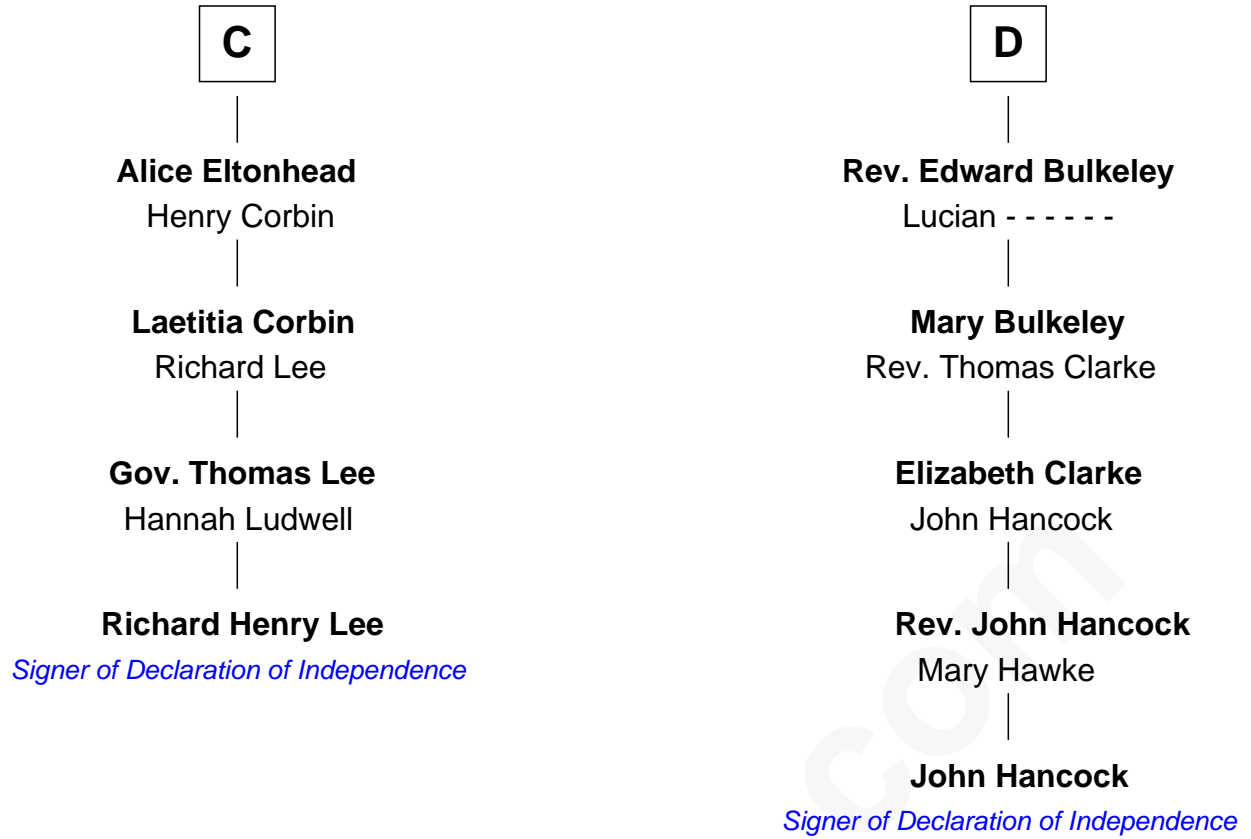 C
Alice Eltonhead
Henry Corbin
Laetitia Corbin
Richard Lee
Gov. Thomas Lee
Hannah Ludwell
Richard Henry Lee
Signer of Declaration of Independence
D
Rev. Edward Bulkeley
Lucian - - - - - -
Mary Bulkeley
Rev. Thomas Clarke
Elizabeth Clarke
John Hancock
Rev. John Hancock
Mary Hawke
John Hancock
Signer of Declaration of Independence
com